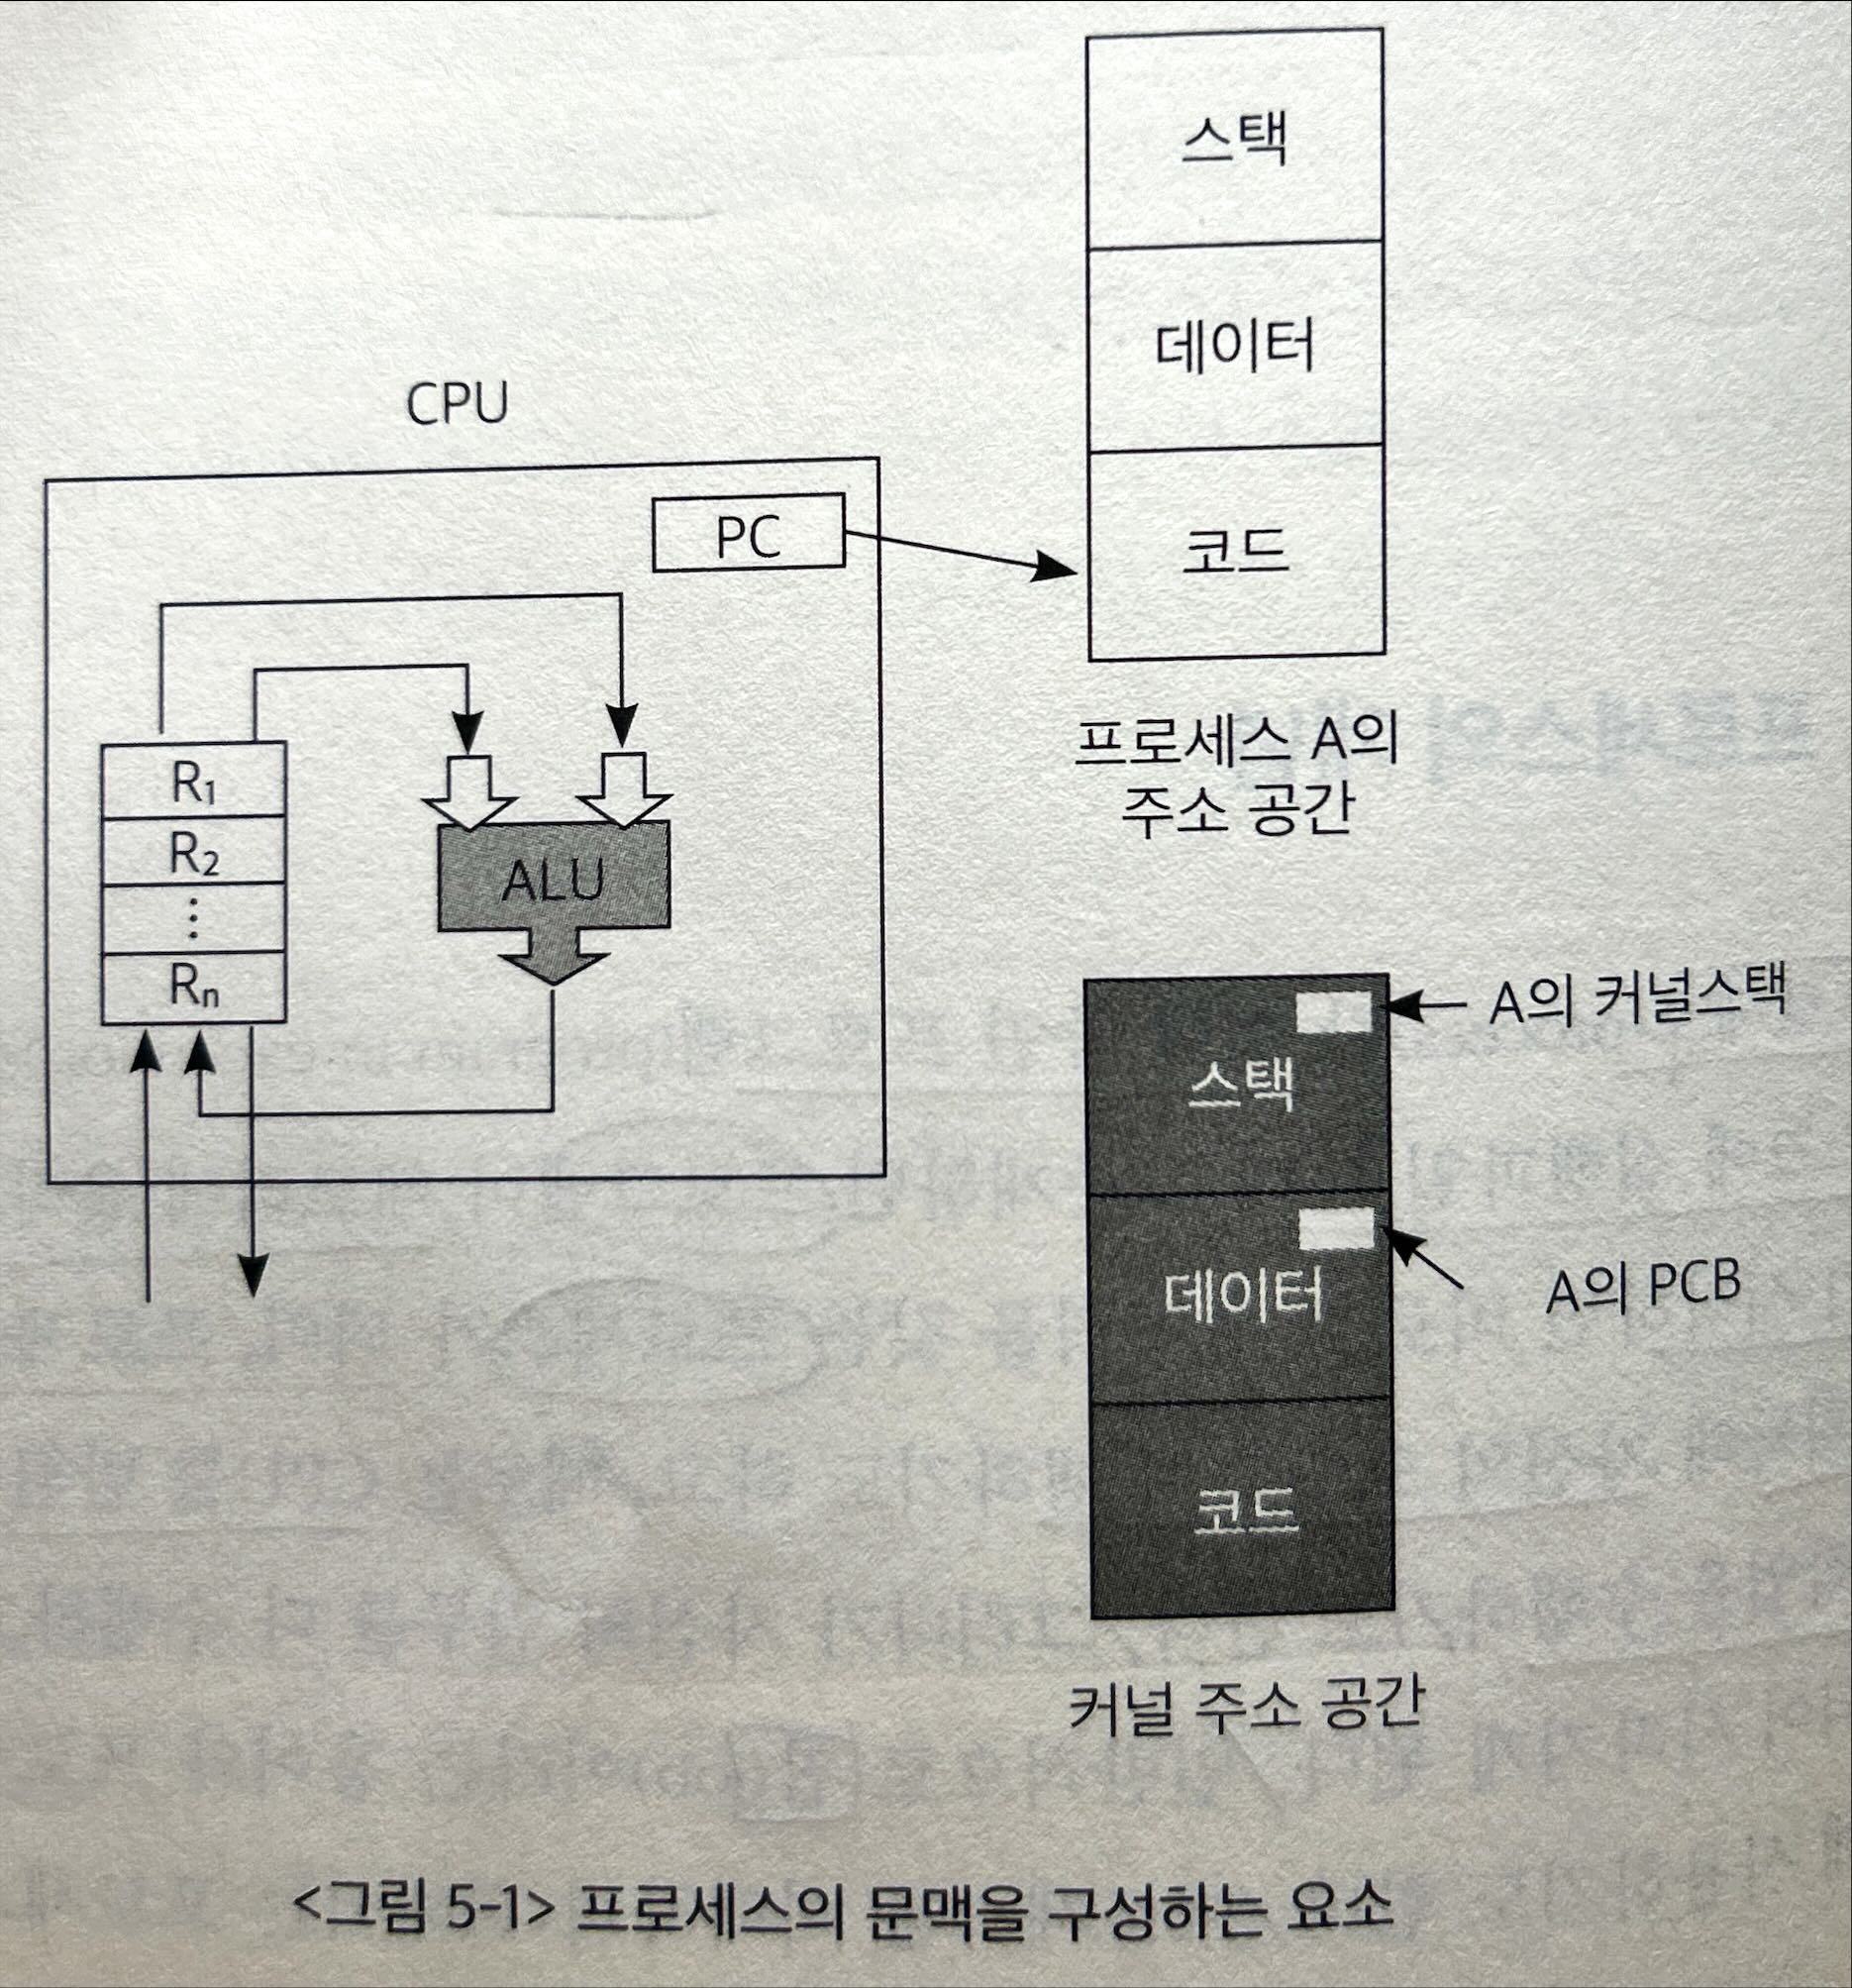 스택
데이터
코드
프로세스 A의
주소 공간
CPU
PC
R1
R2
⋮
Rn
ALU
스택
데이터
코드
A의 커널스택
A의 PCB
커널 주소 공간
<그림 5-1> 프로세스의 문맥을 구성하는 요소